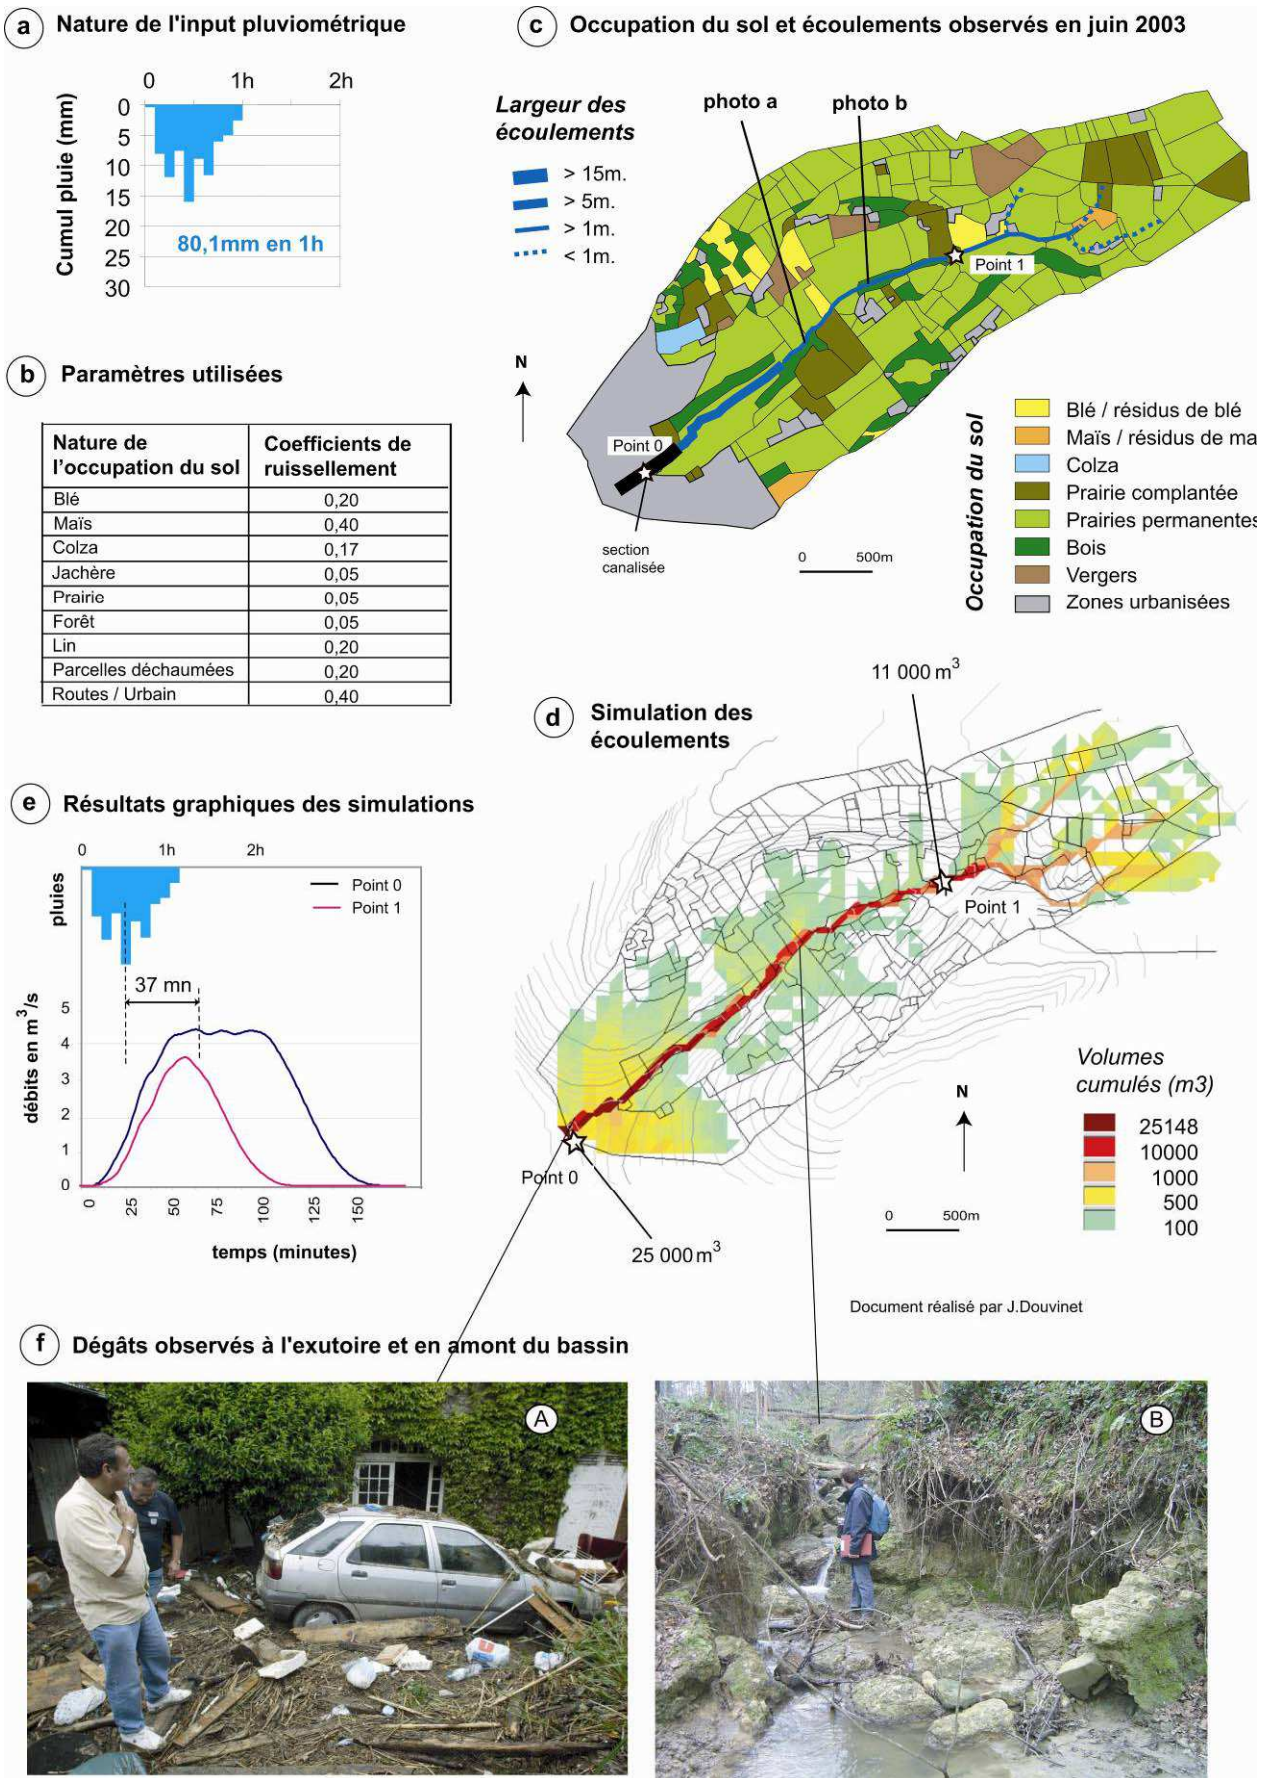 a Nature de l'input pluviométrique
0 1h 2h
Cumul pluie (mm)
0
5
10
15
20
25
30
80,1mm en 1h
b Paramètres utilisées
Nature de l'occupation du sol Coefficients de ruissellement
Blé 0,20
Maïs 0,40
Colza 0,17
Jachère 0,05
Prairie 0,05
Forêt 0,05
Lin 0,20
Parcelles déchaumées 0,20
Routes / Urbain 0,40
c Occupation du sol et écoulements observés en juin 2003
Largeur des
écoulements
> 15m.
> 5m.
> 1m.
< 1m.
photo a
photo b
Point 1
N
Point 0
section
canalisée
0 500m
Occupation du sol
Blé / résidus de blé
Maïs / résidus de ma
Colza
Prairie complantée
Prairies permanentes
Bois
Vergers
Zones urbanisées
d Simulation des
écoulements
11 000 m3
Point 1
Point 0
25 000 m3
N
0 500m
Volumes
cumulés (m3)
25148
10000
1000
500
100
Document réalisé par J.Douvinet
e Résultats graphiques des simulations
0 1h 2h
pluies
Point 0
Point 1
37 mn
débits en m3/s
5
4
3
2
1
0
0 25 50 75 100 125 150
temps (minutes)
f Dégâts observés à l'exutoire et en amont du bassin
A
B